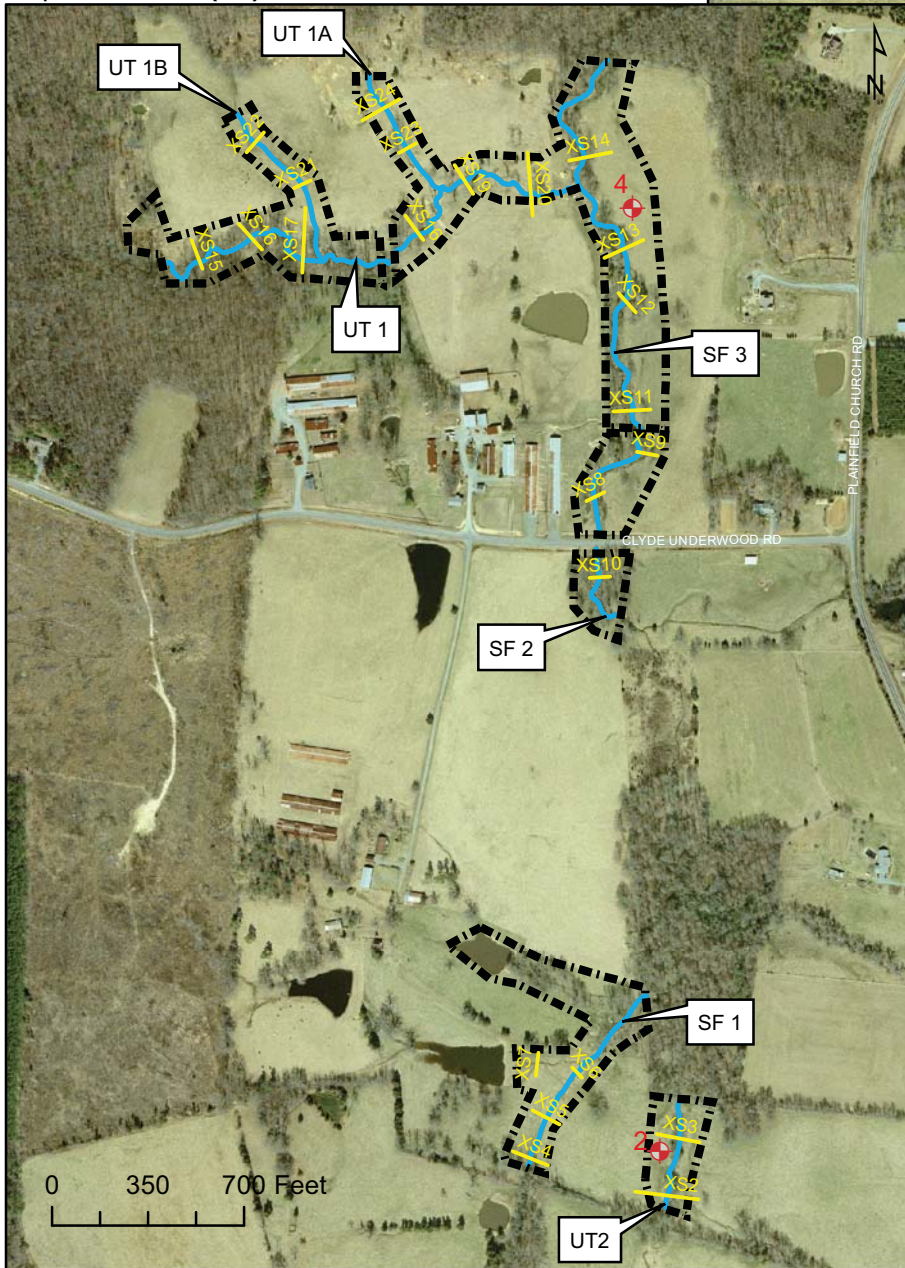 UT 1A
UT 1B
N
XS24
XS22
XS23
XS14
XS21
XS19
XS20
4
XS16
XS17
XS18
XS15
XS13
XS12
UT 1
SF 3
XS11
XS9
PLAINFIELD CHURCH RD
XS8
CLYDE UNDERWOOD RD
XS10
SF 2
SF 1
XS7
XS6
XS5
XS3
2
XS4
0 350 700 Feet
XS2
UT2